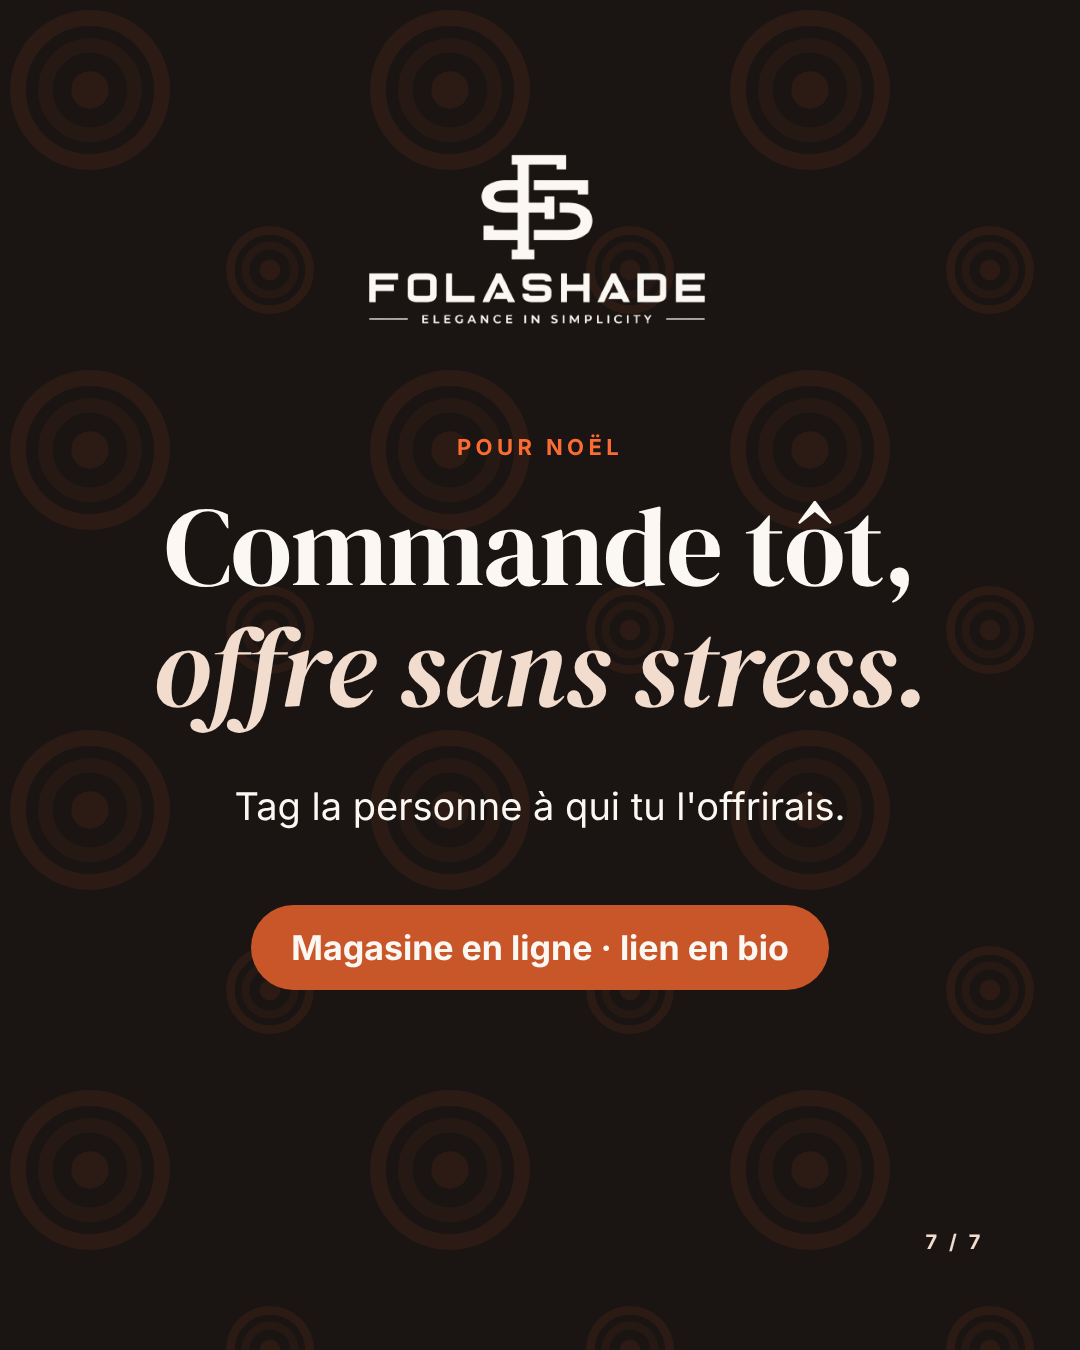 FS
FOLASHADE
ELEGANCE IN SIMPLICITY
POUR NOËL
Commande tôt,
offre sans stress.
Tag la personne à qui tu l'offrirais.
Magasine en ligne · lien en bio
7 / 7